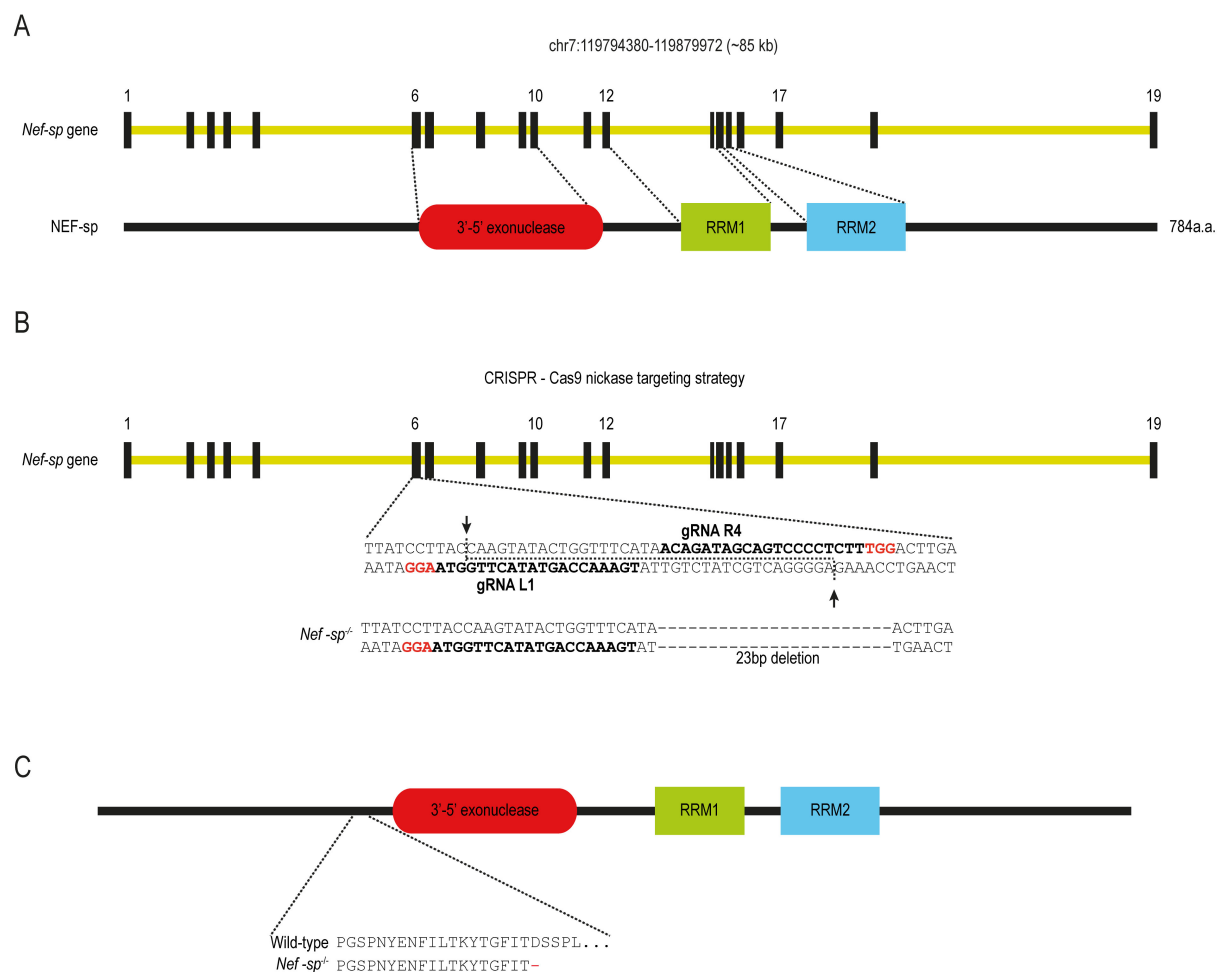 A
chr7:119794380-119879972 (~85 kb)
1 6 10 12 17 19
Nef-sp gene
NEF-sp 3'-5' exonuclease RRM1 RRM2 784a.a.
B
CRISPR - Cas9 nickase targeting strategy
1 6 10 12 17 19
Nef-sp gene
gRNA R4
TTATCCTTACCAAGTATACTGGTTTCATAACAGATAGCAGTCCCCTCTTTGGACTTGA
AATAGGAATGGTTCATATGACCAAAGTATTGTCTATCGTCAGGGGAGAAACCTGAACT
gRNA L1
Nef -sp-/-
TTATCCTTACCAAGTATACTGGTTTCATA-----------------------ACTTGA
AATAGGAATGGTTCATATGACCAAAGTAT-----------------------TGAACT
23bp deletion
C
3'-5' exonuclease RRM1 RRM2
Wild-type PGSPNYENFILTKYTGFITDSSPL...
Nef -sp-/- PGSPNYENFILTKYTGFIT-